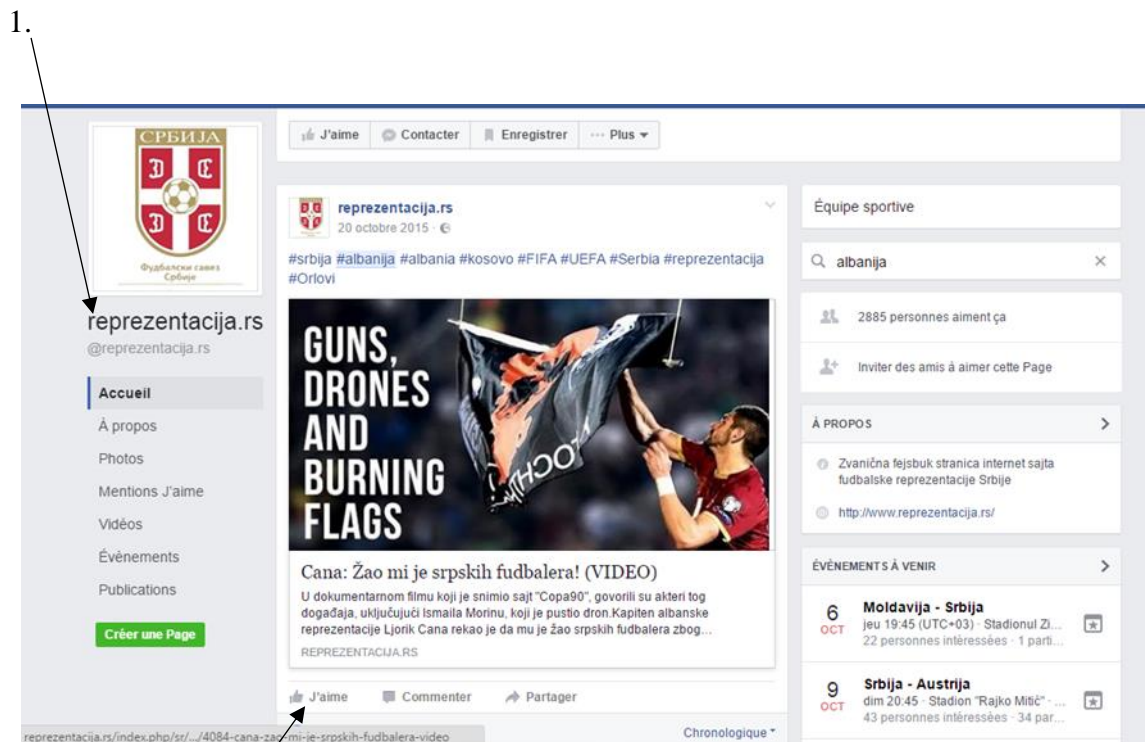 1.
СРБИЈА
Фудбалски савез
Србије
reprezentacija.rs
@reprezentacija.rs
Accueil
À propos
Photos
Mentions J'aime
Vidéos
Évènements
Publications
Créer une Page
J'aime Contacter Enregistrer ··· Plus
reprezentacija.rs
20 octobre 2015 ·
#srbija #albanija #albania #kosovo #FIFA #UEFA #Serbia #reprezentacija
#Orlovi
GUNS,
DRONES
AND
BURNING
FLAGS
Cana: Žao mi je srpskih fudbalera! (VIDEO)
U dokumentarnom filmu koji je snimio sajt "Copa90", govorili su akteri tog
događaja, uključujući Ismaila Morinu, koji je pustio dron.Kapiten albanske
reprezentacije Ljorik Cana rekao je da mu je žao srpskih fudbalera zbog...
REPREZENTACIJA.RS
J'aime Commenter Partager
Chronologique
reprezentacija.rs/index.php/sr/.../4084-cana-zao-mi-je-srpskih-fudbalera-video
Équipe sportive
albanija
2885 personnes aiment ça
Inviter des amis à aimer cette Page
À PROPOS
Zvanična fejsbuk stranica internet sajta
fudbalske reprezentacije Srbije
http://www.reprezentacija.rs/
ÉVÈNEMENTS À VENIR
6 Moldavija - Srbija
OCT jeu 19:45 (UTC+03) · Stadionul Zi...
22 personnes intéressées · 1 parti...
9 Srbija - Austrija
OCT dim 20:45 · Stadion "Rajko Mitić" · ...
43 personnes intéressées · 34 par...